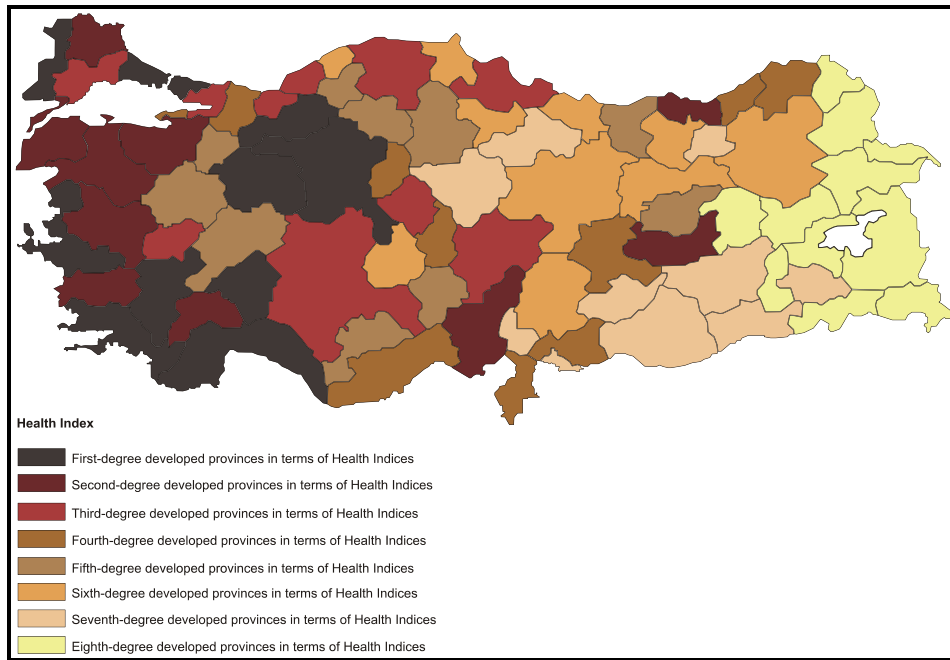 Health Index
First-degree developed provinces in terms of Health Indices
Second-degree developed provinces in terms of Health Indices
Third-degree developed provinces in terms of Health Indices
Fourth-degree developed provinces in terms of Health Indices
Fifth-degree developed provinces in terms of Health Indices
Sixth-degree developed provinces in terms of Health Indices
Seventh-degree developed provinces in terms of Health Indices
Eighth-degree developed provinces in terms of Health Indices